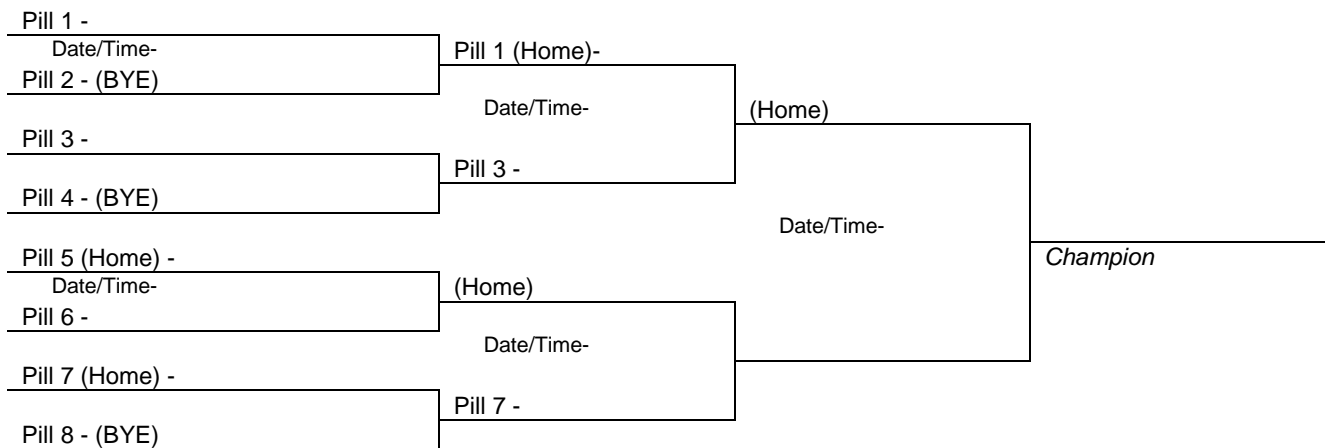 Pill 1 -
Date/Time-
Pill 2 - (BYE)
Pill 3 -
Pill 4 - (BYE)
Pill 5 (Home) -
Date/Time-
Pill 6 -
Pill 7 (Home) -
Pill 8 - (BYE)
Pill 1 (Home)-
Date/Time-
Pill 3 -
(Home)
Date/Time-
Pill 7 -
(Home)
Date/Time-
Champion